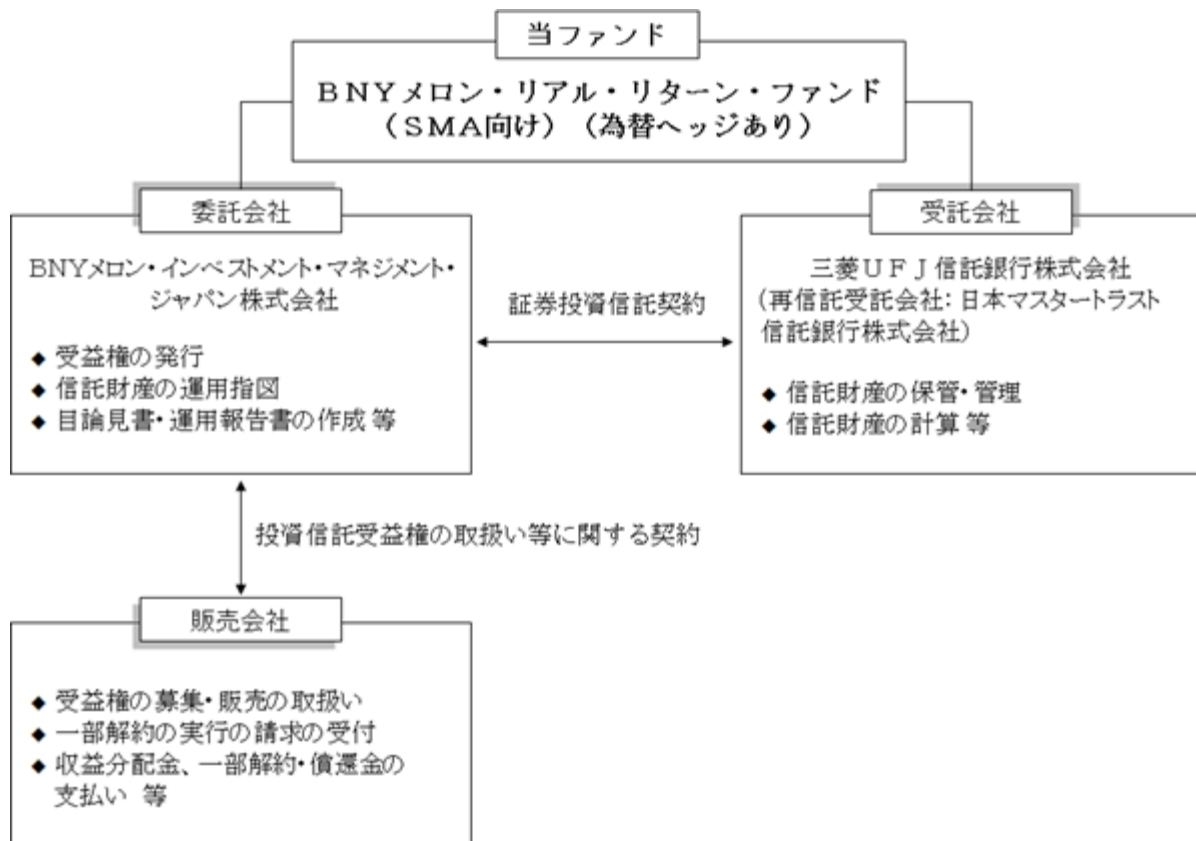 当ファンド
BNYメロン・リアル・リターン・ファンド
(SMA向け)(為替ヘッジあり)
委託会社
BNYメロン・インベストメント・マネジメント・
ジャパン株式会社
◆ 受益権の発行
◆ 信託財産の運用指図
◆ 目論見書・運用報告書の作成 等
証券投資信託契約
受託会社
三菱UFJ信託銀行株式会社
(再信託受託会社: 日本マスタートラスト
信託銀行株式会社)
◆ 信託財産の保管・管理
◆ 信託財産の計算 等
投資信託受益権の取扱い等に関する契約
販売会社
◆ 受益権の募集・販売の取扱い
◆ 一部解約の実行の請求の受付
◆ 収益分配金、一部解約・償還金の
支払い 等